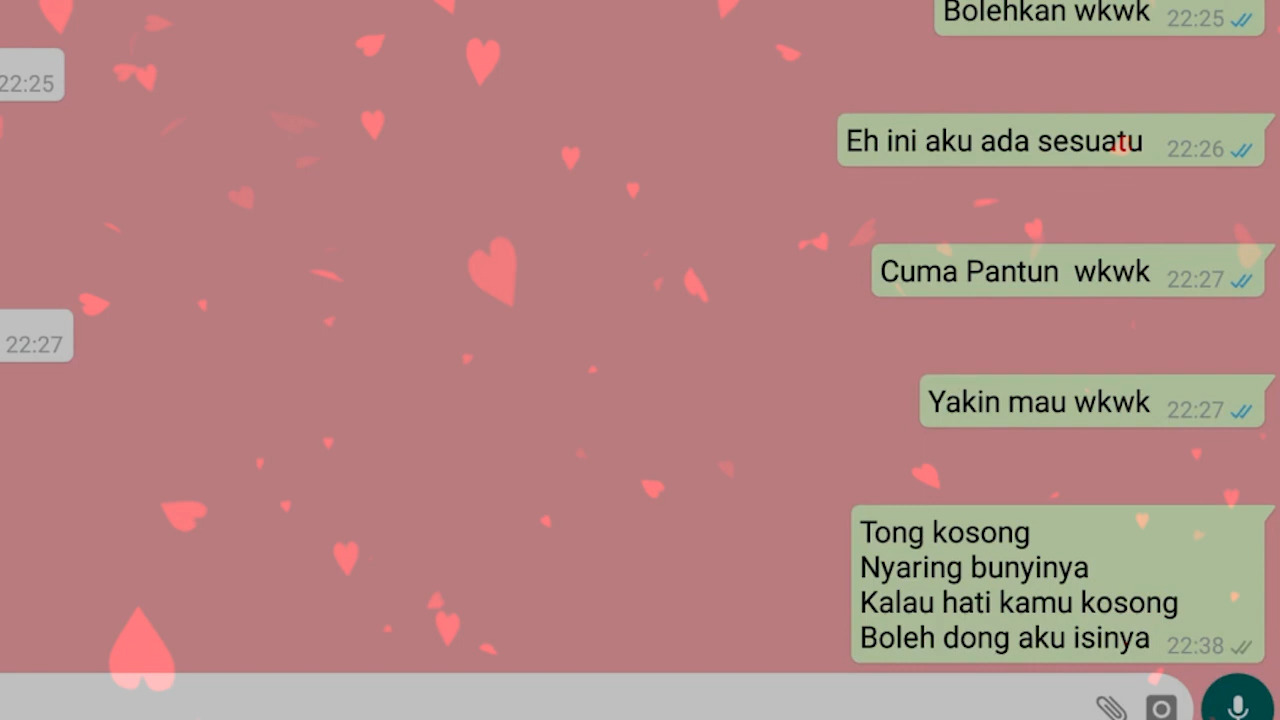 Bolehkan wkwk 22:25
22:25
Eh ini aku ada sesuatu 22:26
Cuma Pantun wkwk 22:27
22:27
Yakin mau wkwk 22:27
Tong kosong
Nyaring bunyinya
Kalau hati kamu kosong
Boleh dong aku isinya 22:38